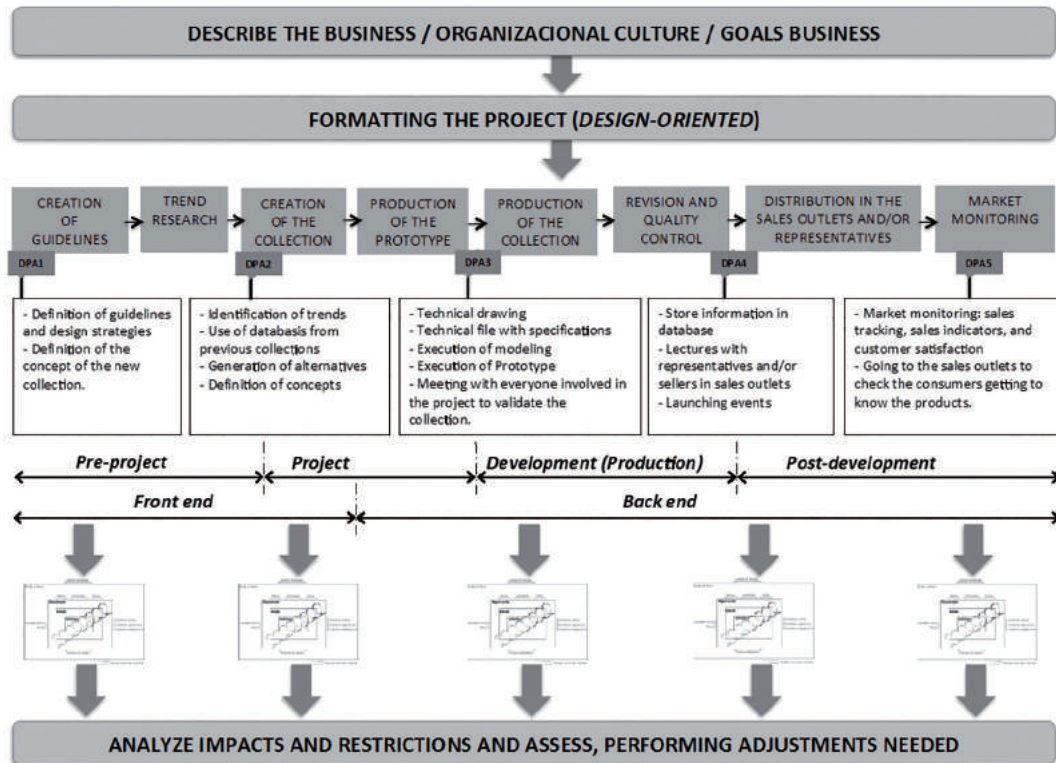 DESCRIBE THE BUSINESS / ORGANIZACIONAL CULTURE / GOALS BUSINESS
FORMATTING THE PROJECT (DESIGN-ORIENTED)
CREATION
OF
GUIDELINES
TREND
RESEARCH
CREATION
OF THE
COLLECTION
PRODUCTION
OF THE
PROTOTYPE
PRODUCTION
OF THE
COLLECTION
REVISION AND
QUALITY
CONTROL
DISTRIBUTION IN THE
SALES OUTLETS AND/OR
REPRESENTATIVES
MARKET
MONITORING
DPA1
DPA2
DPA3
DPA4
DPA5
- Definition of guidelines
and design strategies
- Definition of the
concept of the new
collection.
- Identification of trends
- Use of databasis from
previous collections
- Generation of alternatives
- Definition of concepts
- Technical drawing
- Technical file with specifications
- Execution of modeling
- Execution of Prototype
- Meeting with everyone involved in
the project to validate the
collection.
- Store information in
database
- Lectures with
representatives and/or
sellers in sales outlets
- Launching events
- Market monitoring: sales
tracking, sales indicators, and
customer satisfaction
- Going to the sales outlets to
check the consumers getting to
know the products.
Pre-project
Project
Development (Production)
Post-development
Front end
Back end
ANALYZE IMPACTS AND RESTRICTIONS AND ASSESS, PERFORMING ADJUSTMENTS NEEDED